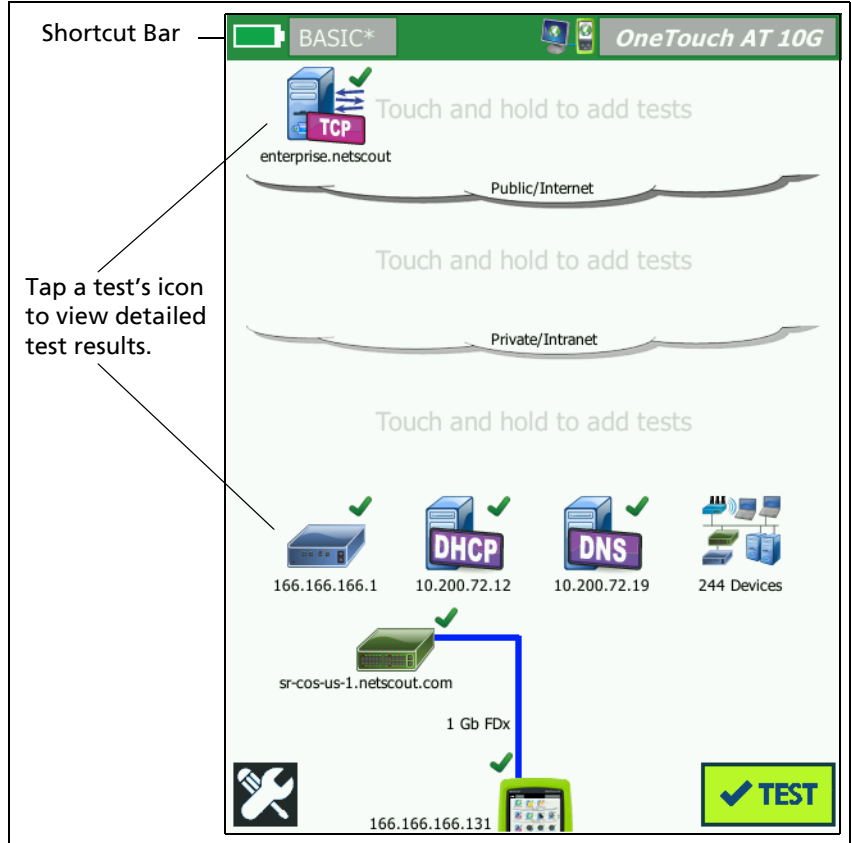 Shortcut Bar
BASIC*
OneTouch AT 10G
Touch and hold to add tests
TCP
enterprise.netscout
Public/Internet
Touch and hold to add tests
Tap a test's icon
to view detailed
test results.
Private/Intranet
Touch and hold to add tests
DHCP
DNS
166.166.166.1
10.200.72.12
10.200.72.19
244 Devices
sr-cos-us-1.netscout.com
1 Gb FDx
TEST
166.166.166.131